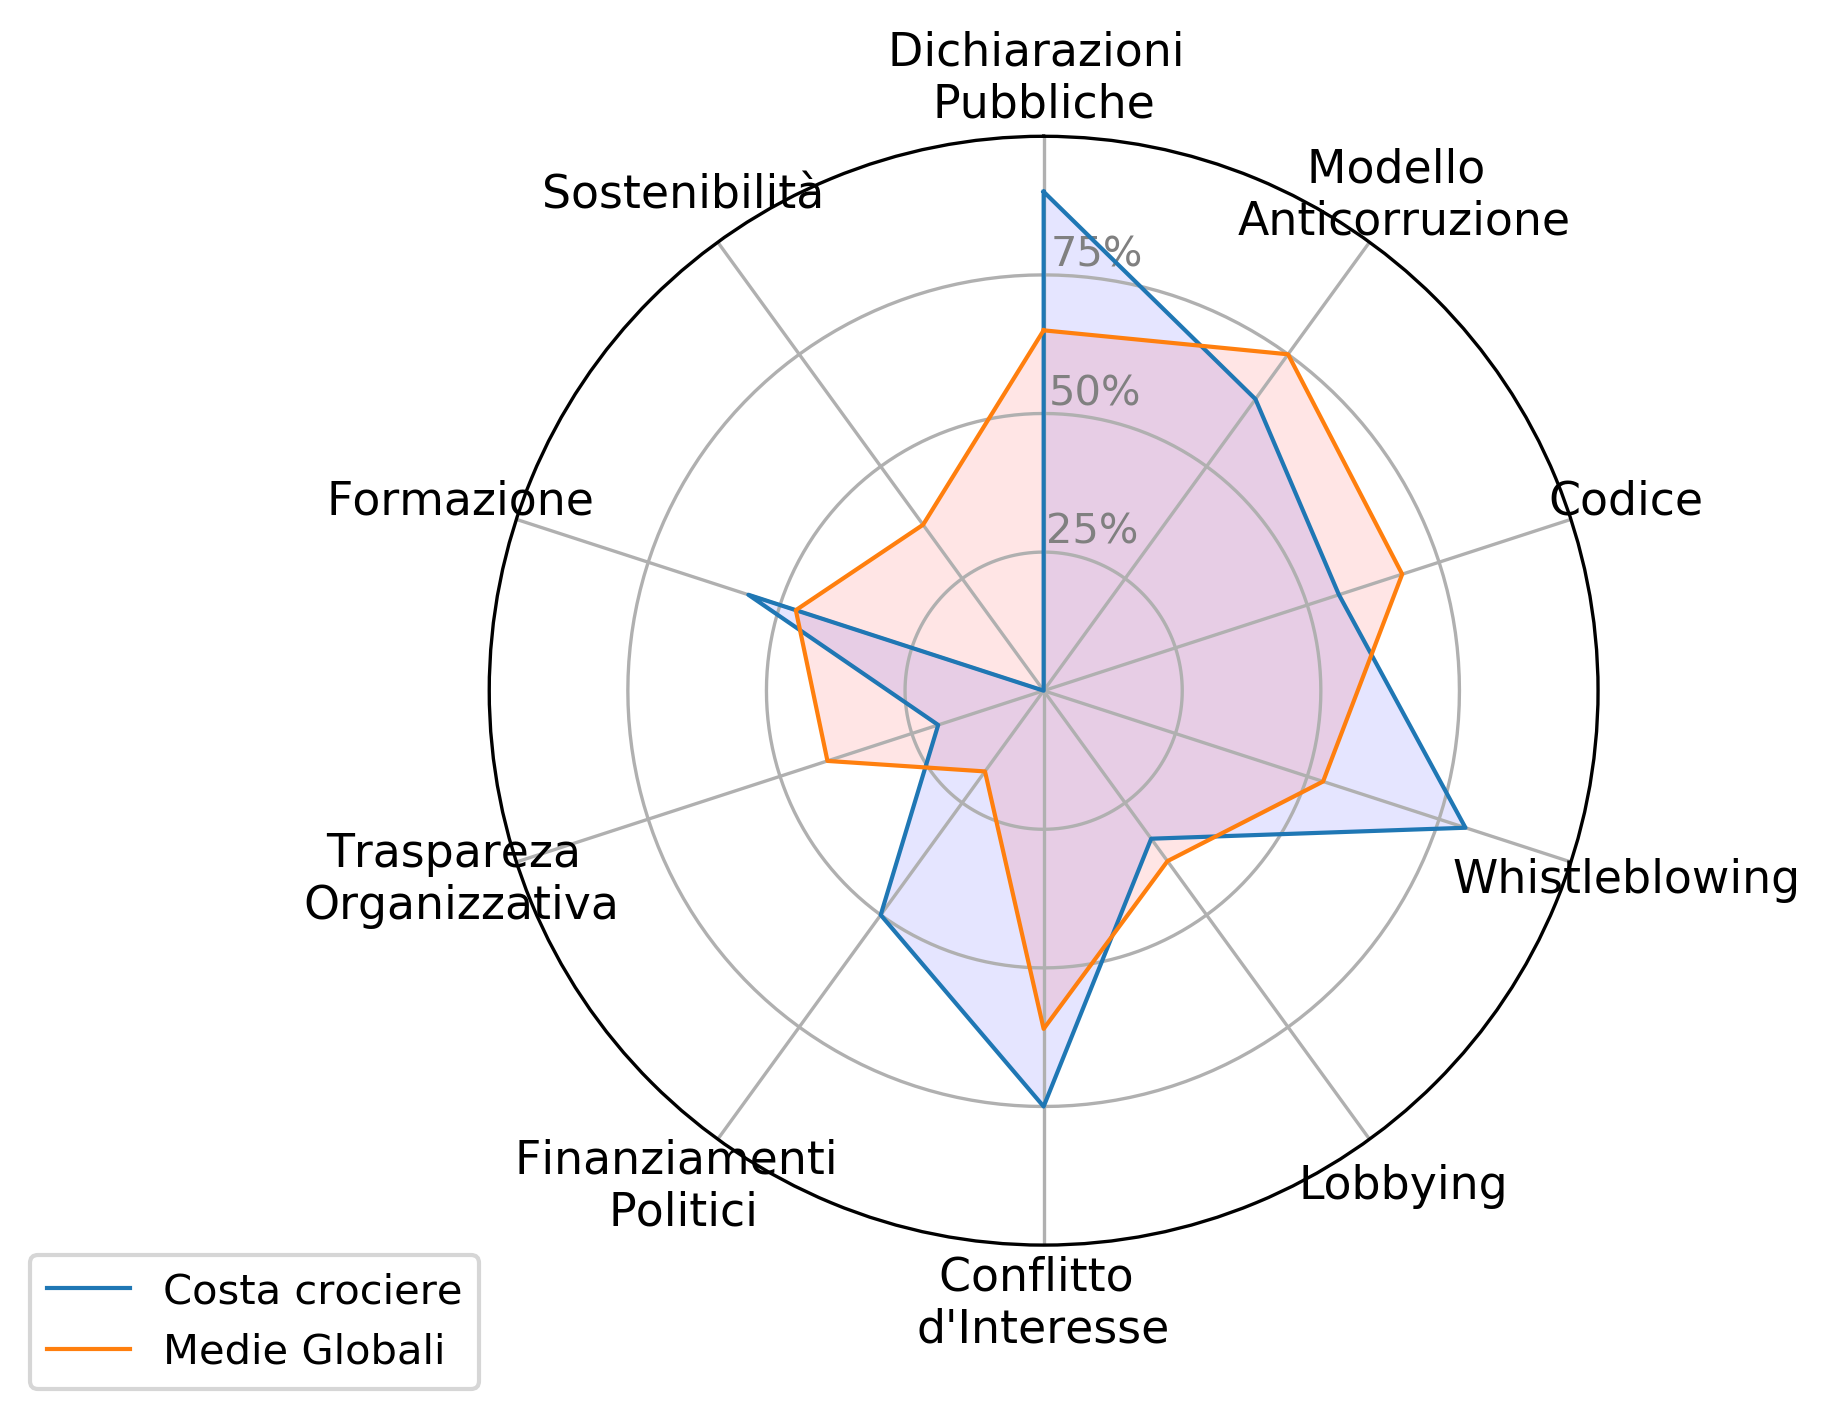 Dichiarazioni
Pubbliche
Modello
Anticorruzione
Sostenibilità
75%
50%
Formazione
Codice
25%
Traspareza
Organizzativa
Whistleblowing
Finanziamenti
Politici
Lobbying
Conflitto
d'Interesse
Costa crociere
Medie Globali